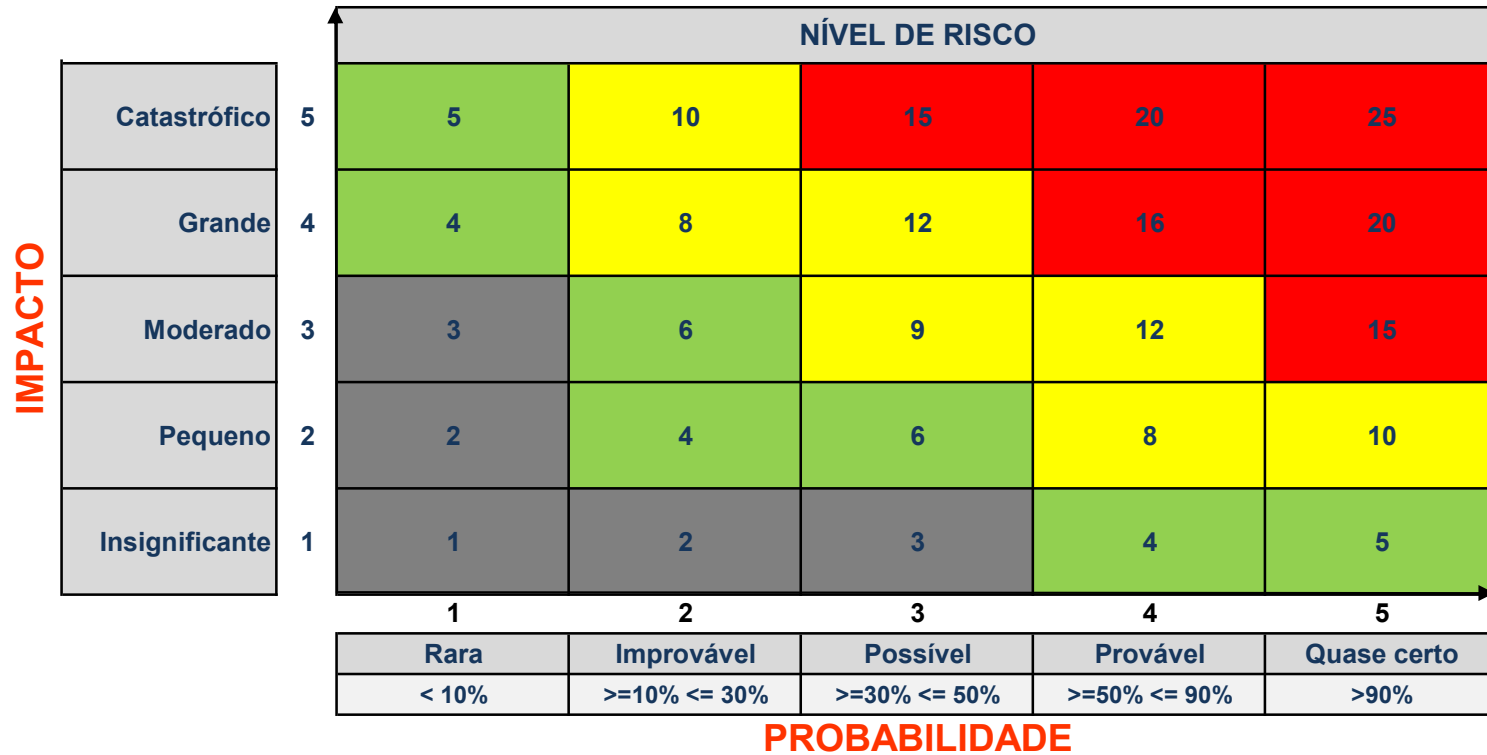 NÍVEL DE RISCO
Catastrófico 5 5 10 15 20 25
Grande 4 4 8 12 16 20
IMPACTO
Moderado 3 3 6 9 12 15
Pequeno 2 2 4 6 8 10
Insignificante 1 1 2 3 4 5
1 2 3 4 5
Rara Improvável Possível Provável Quase certo
< 10% >=10% <= 30% >=30% <= 50% >=50% <= 90% >90%
PROBABILIDADE